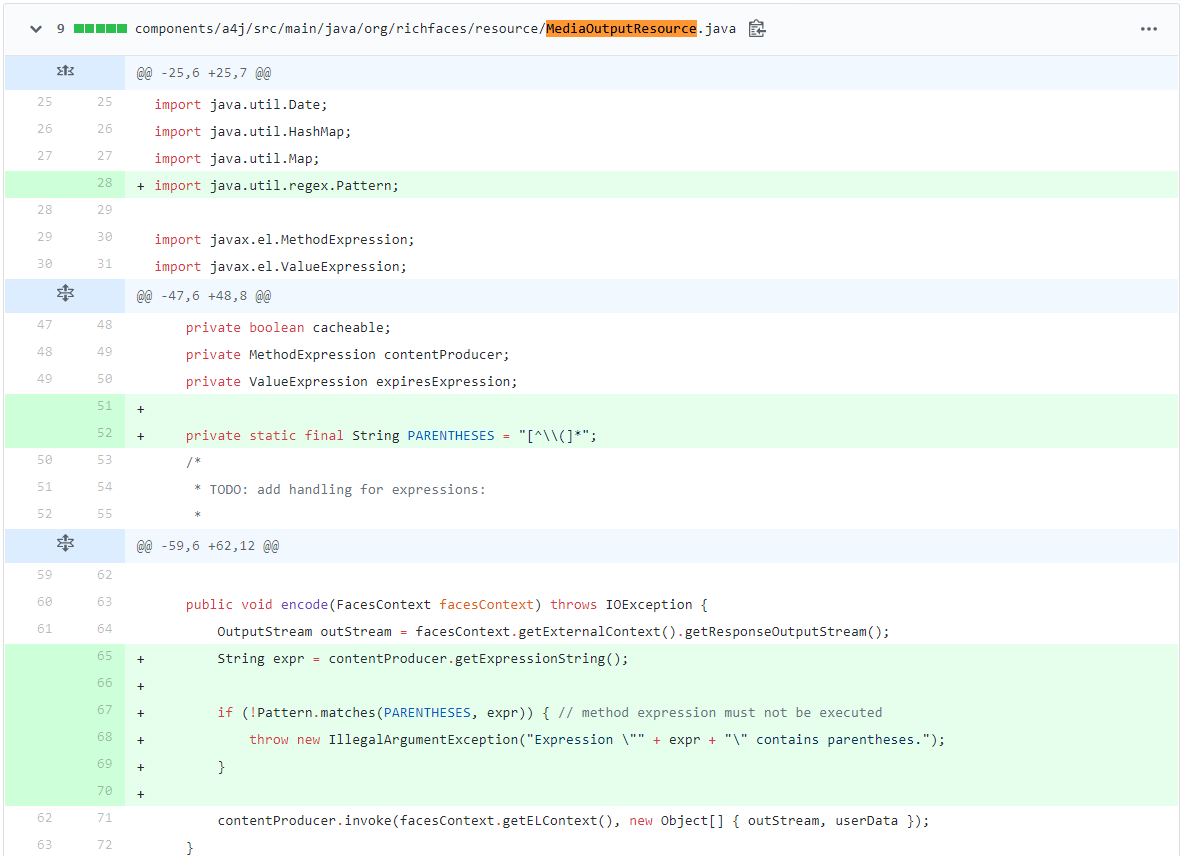 9 components/a4j/src/main/java/org/richfaces/resource/MediaOutputResource.java
@@ -25,6 +25,7 @@
25 25 import java.util.Date;
26 26 import java.util.HashMap;
27 27 import java.util.Map;
28 + import java.util.regex.Pattern;
28 29
29 30 import javax.el.MethodExpression;
30 31 import javax.el.ValueExpression;
@@ -47,6 +48,8 @@
47 48 private boolean cacheable;
48 49 private MethodExpression contentProducer;
49 50 private ValueExpression expiresExpression;
51 +
52 + private static final String PARENTHESES = "[^\\(]*";
50 53 /*
51 54 * TODO: add handling for expressions:
52 55 *
@@ -59,6 +62,12 @@
59 62
60 63 public void encode(FacesContext facesContext) throws IOException {
61 64 OutputStream outStream = facesContext.getExternalContext().getResponseOutputStream();
65 + String expr = contentProducer.getExpressionString();
66 +
67 + if (!Pattern.matches(PARENTHESES, expr)) { // method expression must not be executed
68 + throw new IllegalArgumentException("Expression \"" + expr + "\" contains parentheses.");
69 + }
70 +
62 71 contentProducer.invoke(facesContext.getELContext(), new Object[] { outStream, userData });
63 72 }